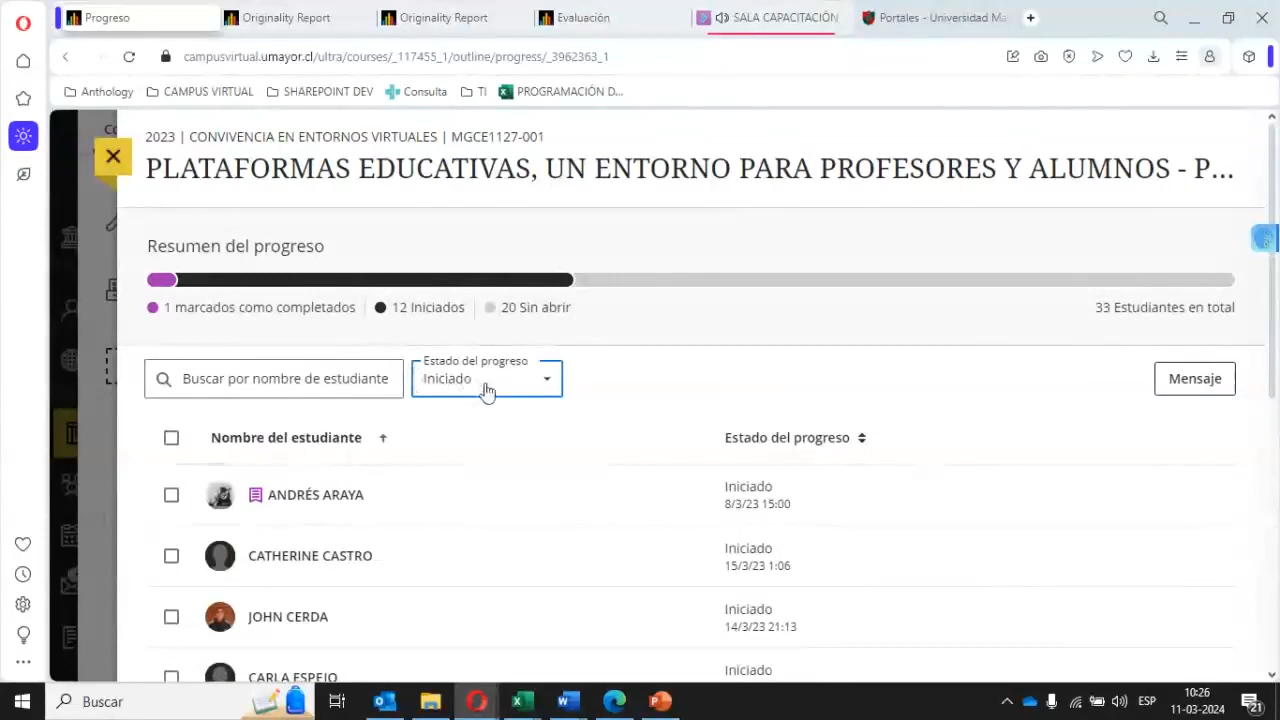 Progreso
Originality Report
Originality Report
Evaluación
SALA CAPACITACIÓN
Portales - Universidad Ma
campusvirtual.umayor.cl/ultra/courses/_117455_1/outline/progress/_3962363_1
Anthology
CAMPUS VIRTUAL
SHAREPOINT DEV
Consulta
TI
PROGRAMACIÓN D...
2023 | CONVIVENCIA EN ENTORNOS VIRTUALES | MGCE1127-001
PLATAFORMAS EDUCATIVAS, UN ENTORNO PARA PROFESORES Y ALUMNOS - P...
Resumen del progreso
1 marcados como completados
12 Iniciados
20 Sin abrir
33 Estudiantes en total
Buscar por nombre de estudiante
Estado del progreso
Iniciado
Mensaje
Nombre del estudiante
Estado del progreso
ANDRÉS ARAYA
Iniciado
8/3/23 15:00
CATHERINE CASTRO
Iniciado
15/3/23 1:06
JOHN CERDA
Iniciado
14/3/23 21:13
CARLA ESPEJO
Iniciado
Buscar
ESP
10:26
11-03-2024
21